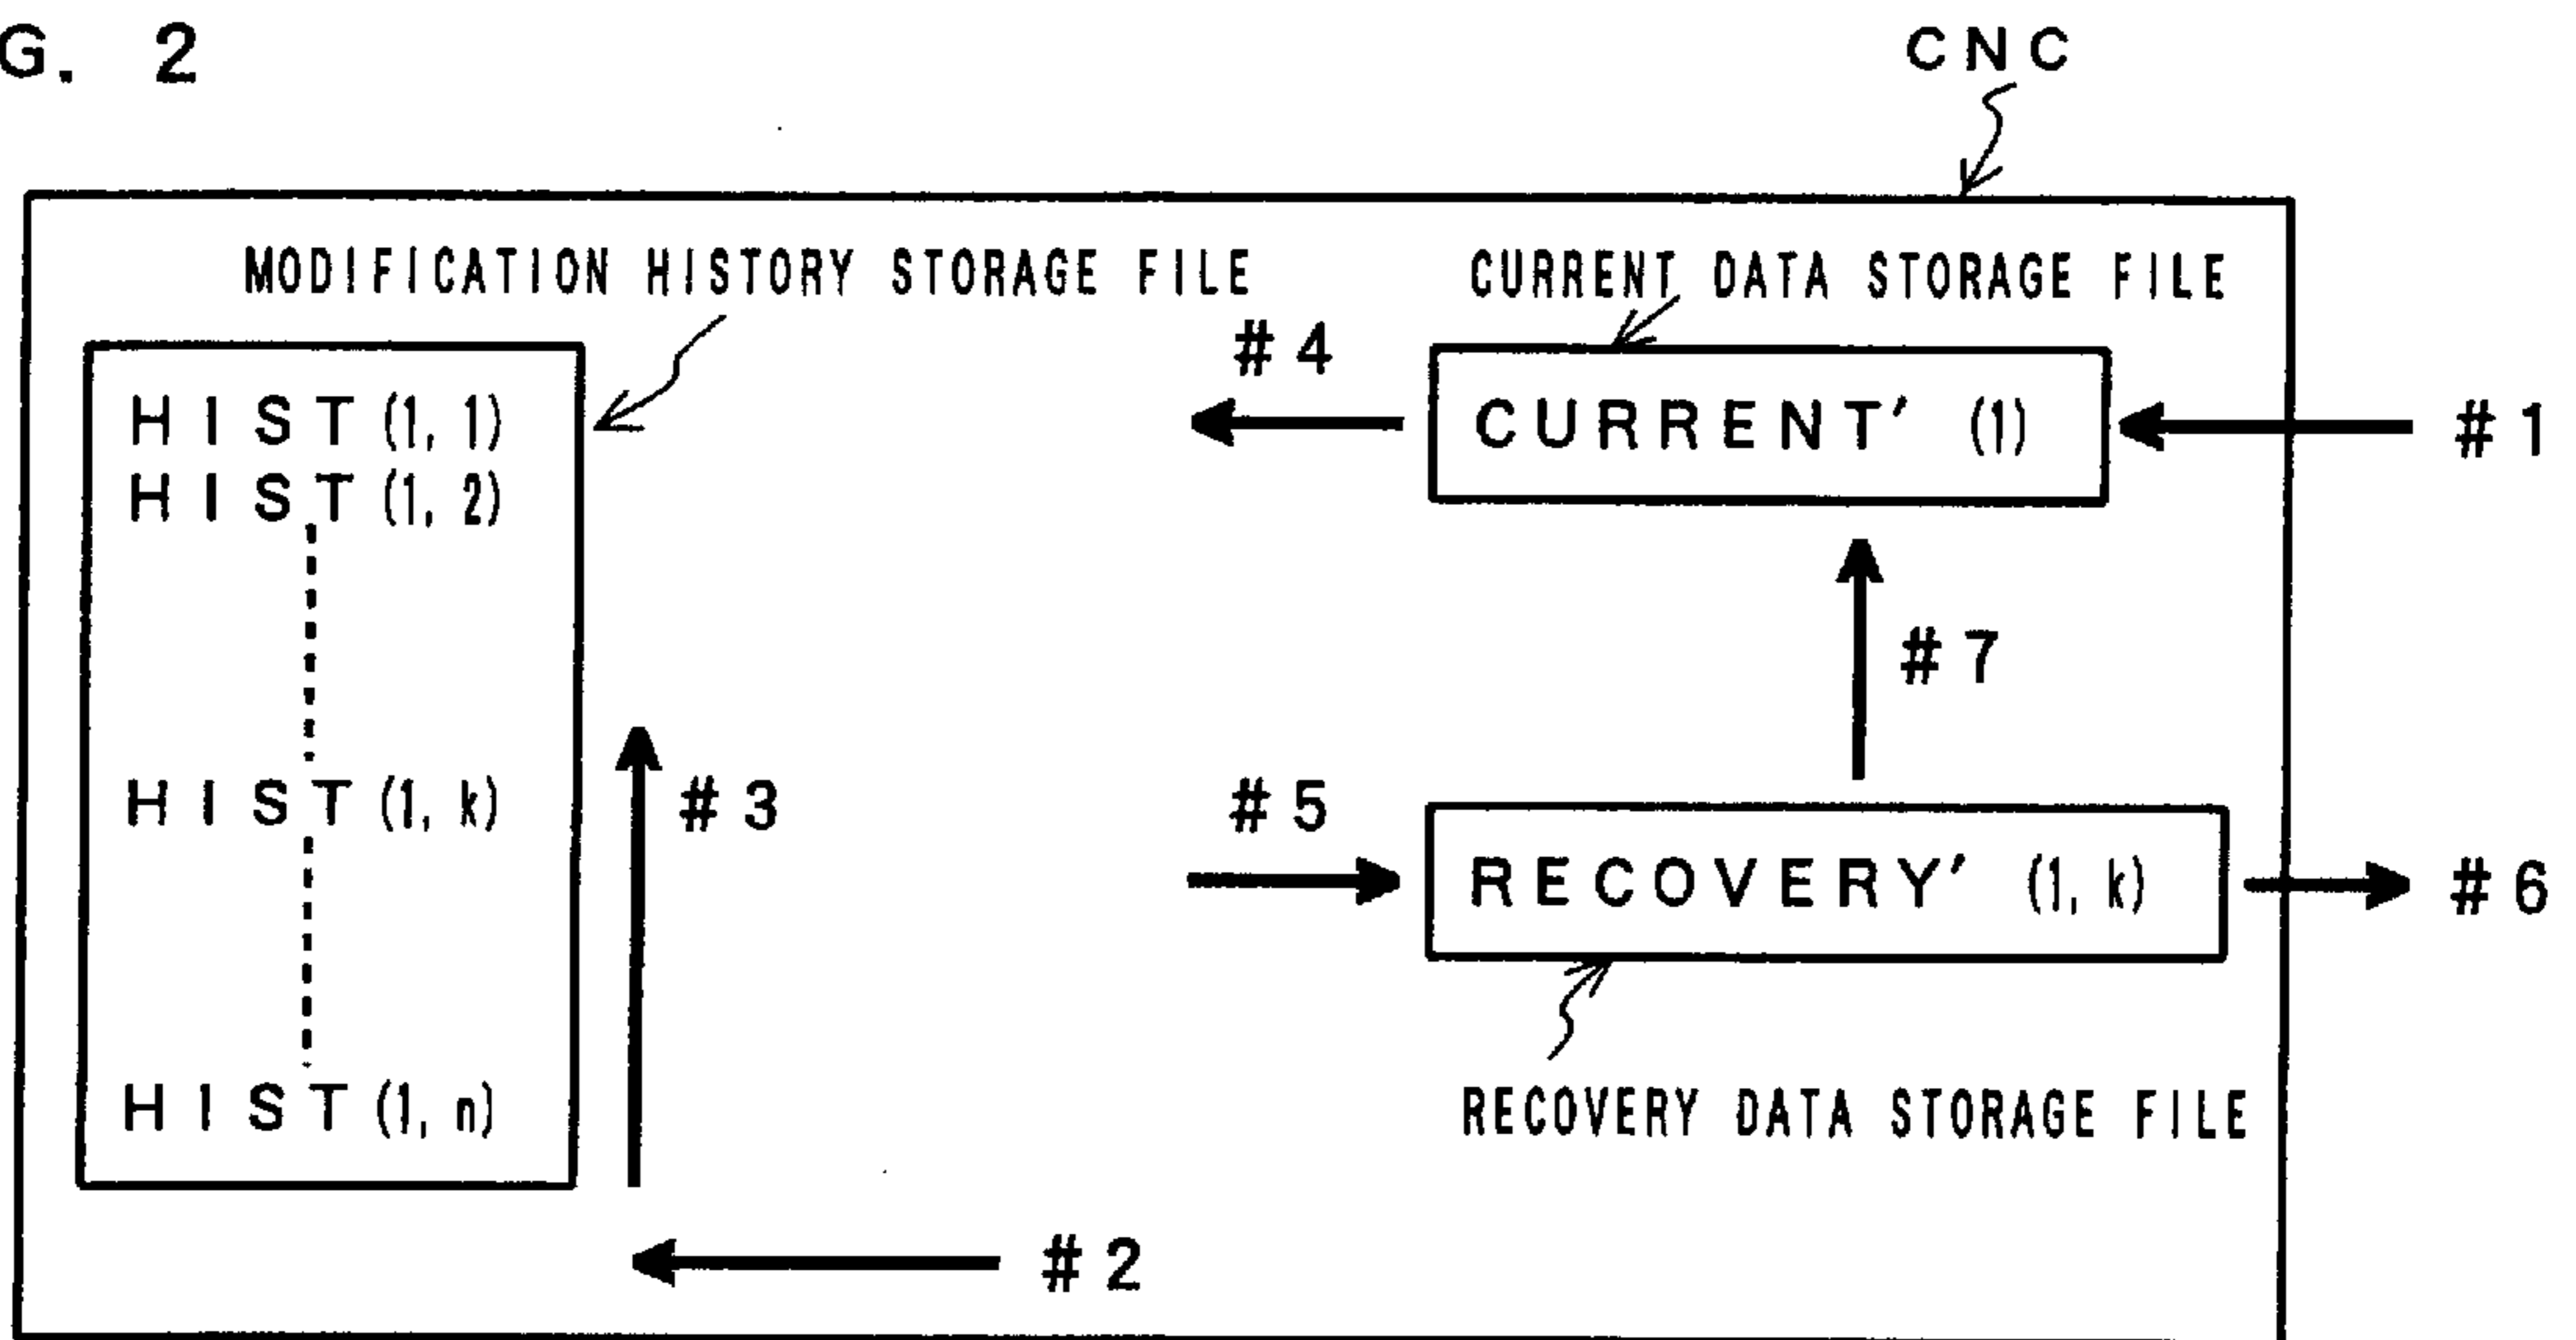 G. 2
CNC
MODIFICATION HISTORY STORAGE FILE
CURRENT DATA STORAGE FILE
#4
HIST(1, 1)
CURRENT' (1)
#1
HIST(1, 2)
#7
HIST(1, k)
#3
#5
RECOVERY' (1, k)
#6
HIST(1, n)
RECOVERY DATA STORAGE FILE
#2